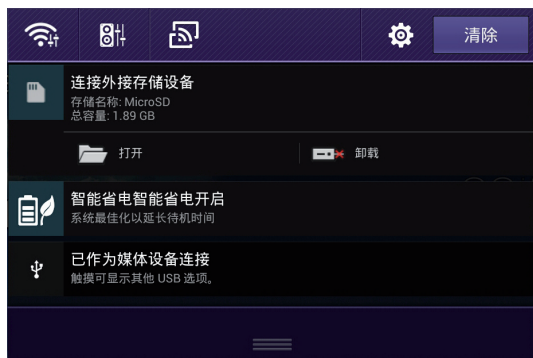 清除
连接外接存储设备
存储名称: MicroSD
总容量: 1.89 GB
打开 卸载
智能省电智能省电开启
系统最佳化以延长待机时间
已作为媒体设备连接
触摸可显示其他 USB 选项。